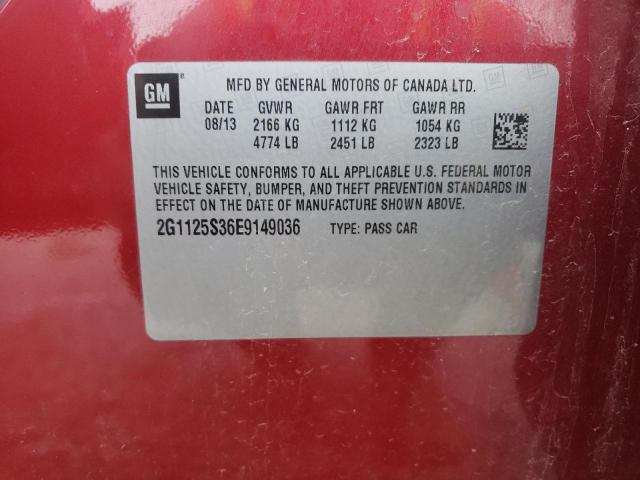 GM ®
MFD BY GENERAL MOTORS OF CANADA LTD.
DATE GVWR GAWR FRT GAWR RR
08/13 2166 KG 1112 KG 1054 KG
4774 LB 2451 LB 2323 LB
THIS VEHICLE CONFORMS TO ALL APPLICABLE U.S. FEDERAL MOTOR
VEHICLE SAFETY, BUMPER, AND THEFT PREVENTION STANDARDS IN
EFFECT ON THE DATE OF MANUFACTURE SHOWN ABOVE.
2G1125S36E9149036 TYPE: PASS CAR